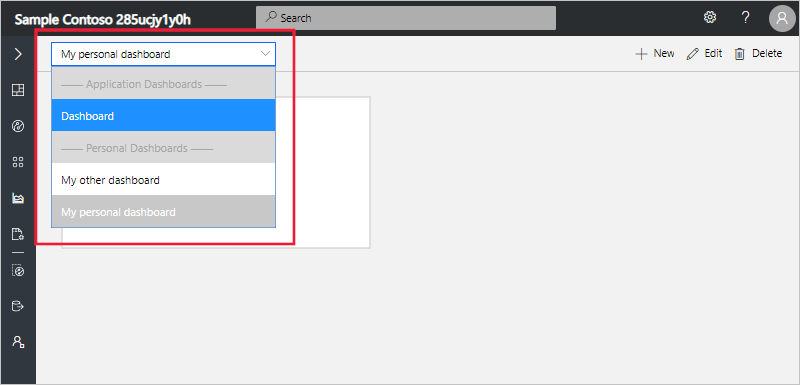 Sample Contoso 285ucjy1y0h
Search
?
My personal dashboard
New
Edit
Delete
Application Dashboards
Dashboard
Personal Dashboards
My other dashboard
My personal dashboard